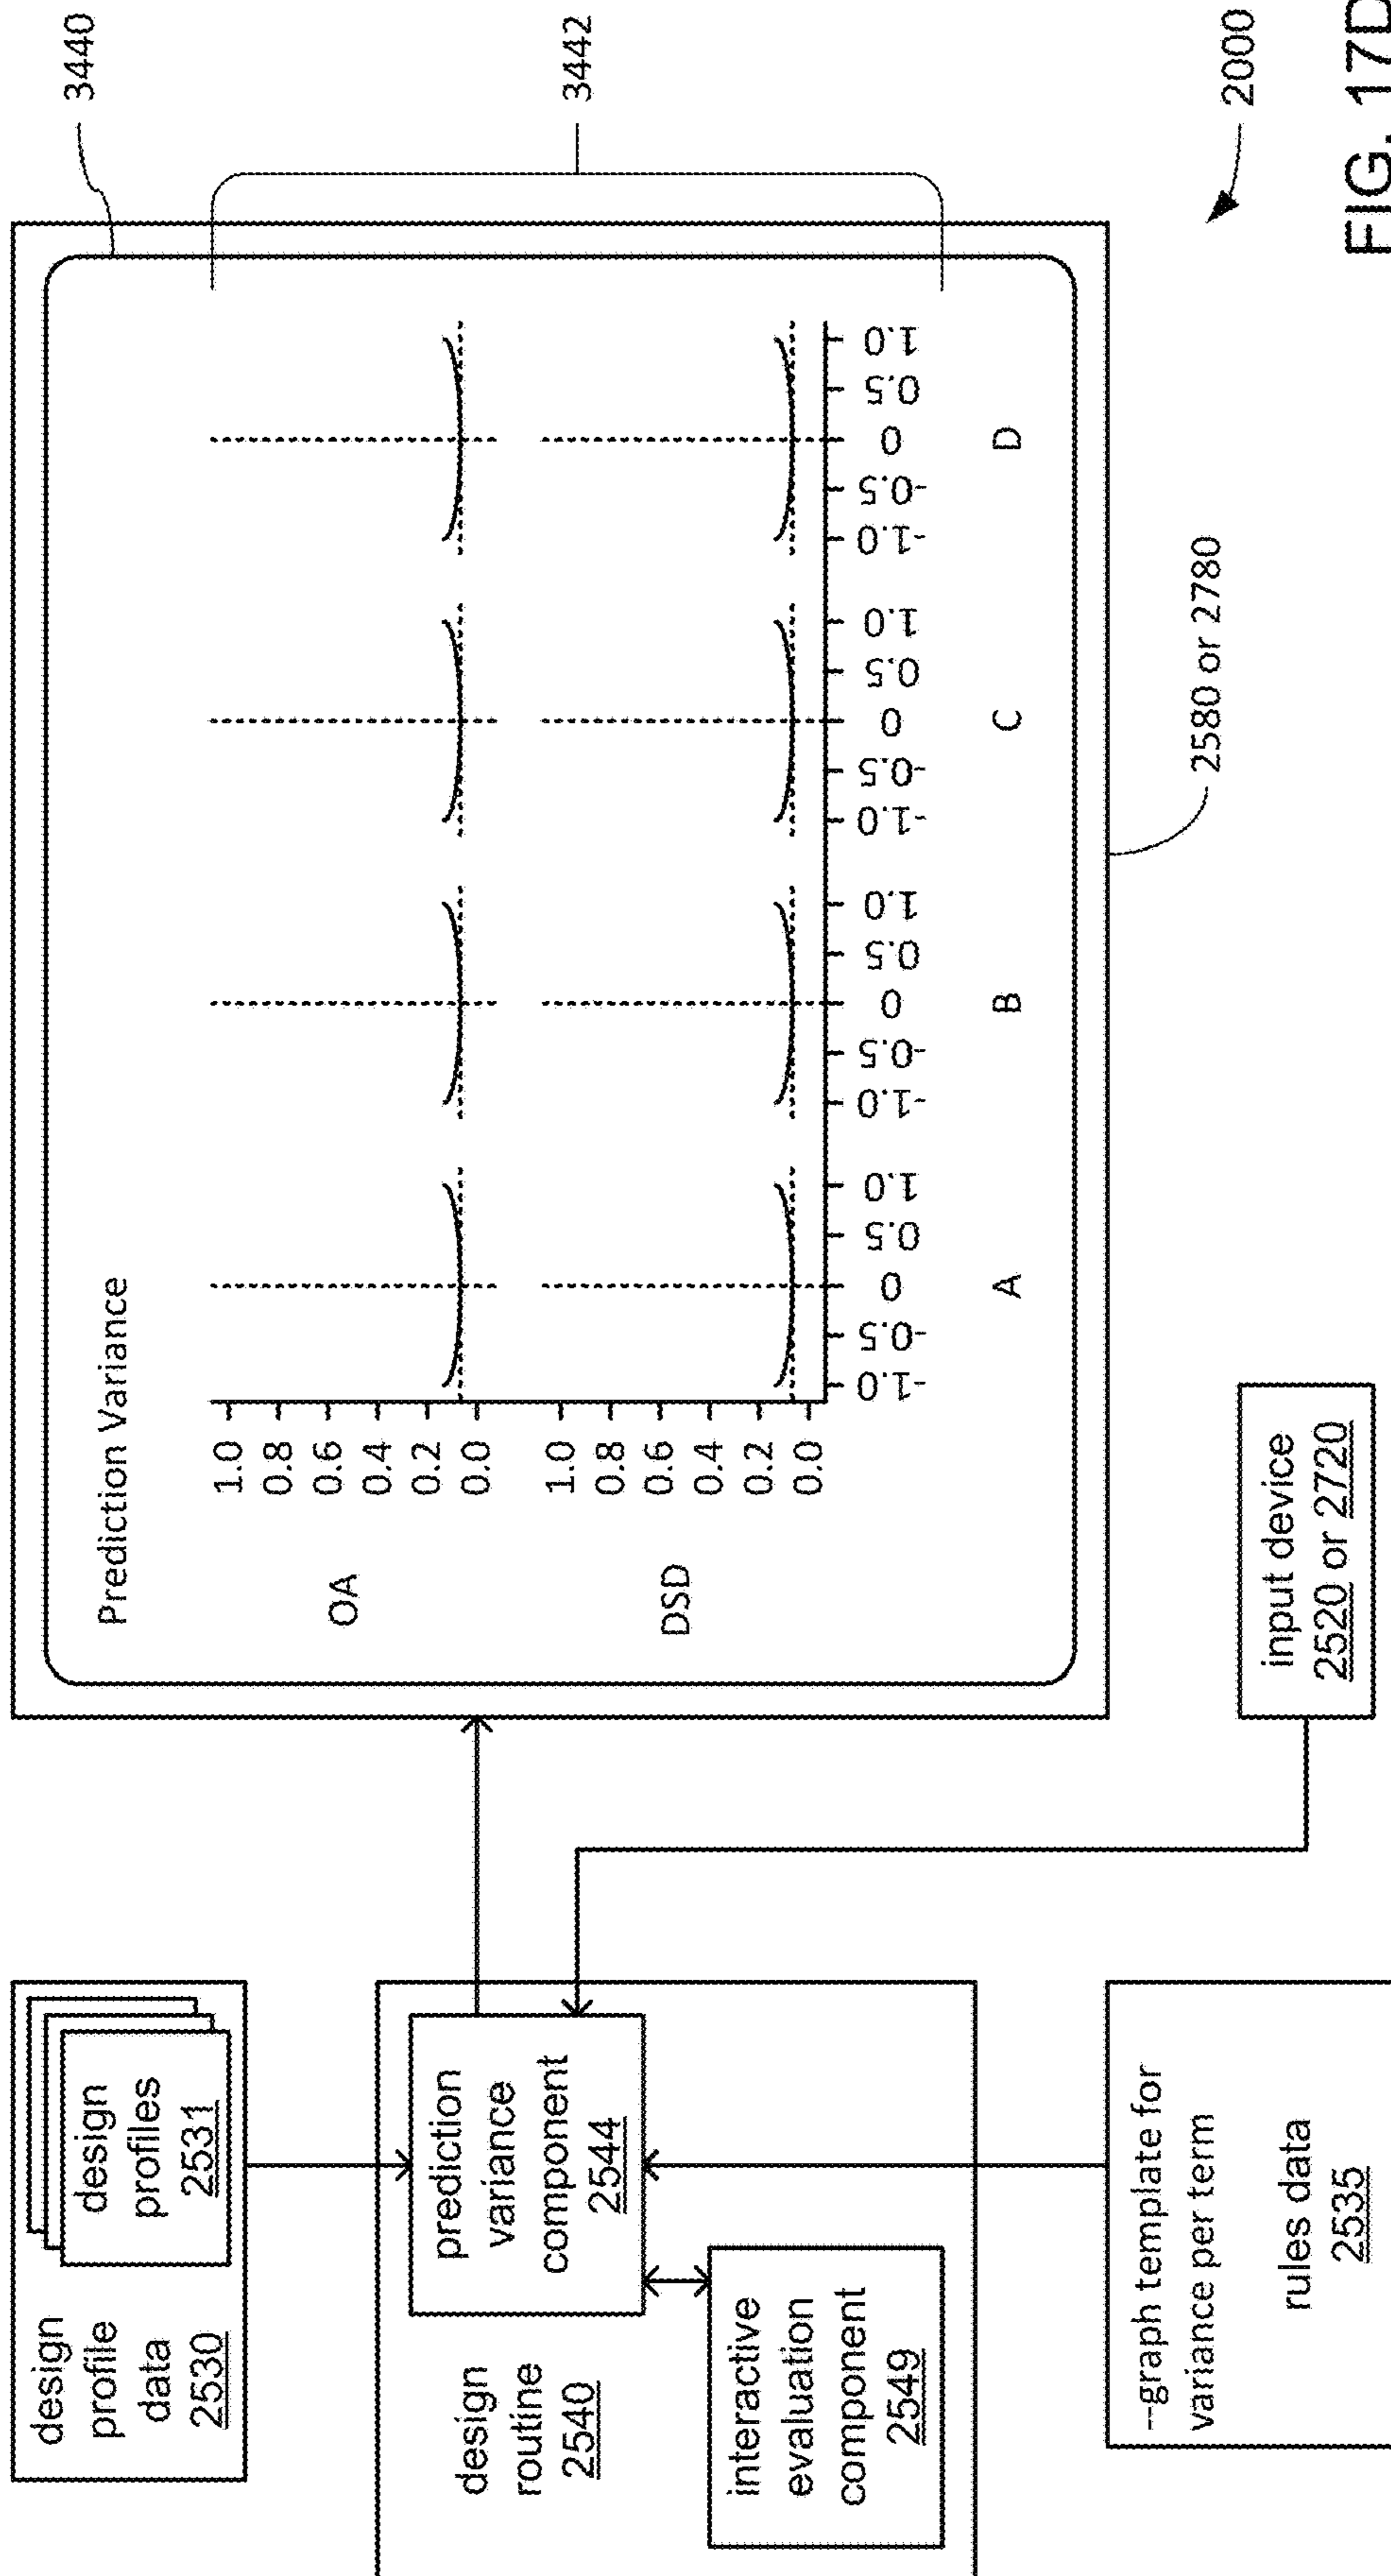 design
profile
data
2530
design
profiles
2531
design
routine
2540
prediction
variance
component
2544
interactive
evaluation
component
2549
--graph template for
variance per term
rules data
2535
input device
2520 or 2720
Prediction Variance
OA
1.0
0.8
0.6
0.4
0.2
0.0
DSD
1.0
0.8
0.6
0.4
0.2
0.0
-1.0 -0.5 0 0.5 1.0 -1.0 -0.5 0 0.5 1.0 -1.0 -0.5 0 0.5 1.0 -1.0 -0.5 0 0.5 1.0
A B C D
3440
3442
2580 or 2780
2000
FIG. 17D